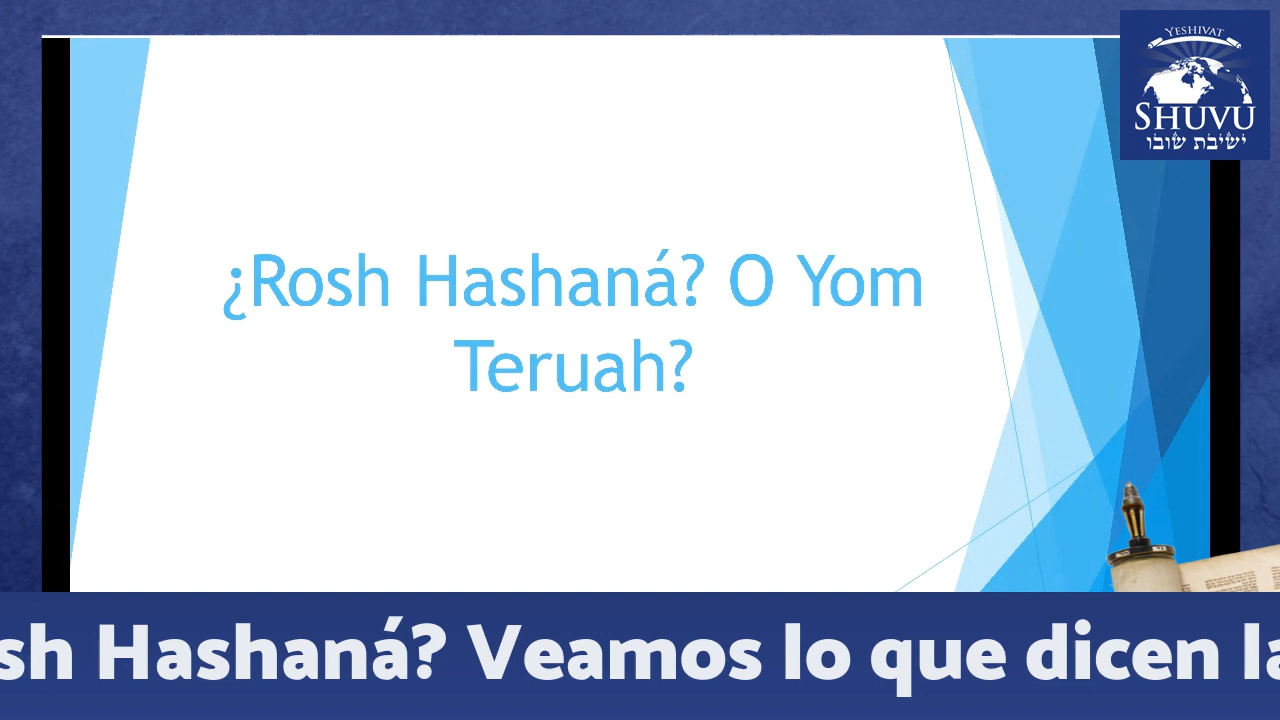 YESHIVAT
SHUVU
ישיבת שובו
¿Rosh Hashaná? O Yom
Teruah?
sh Hashaná? Veamos lo que dicen la